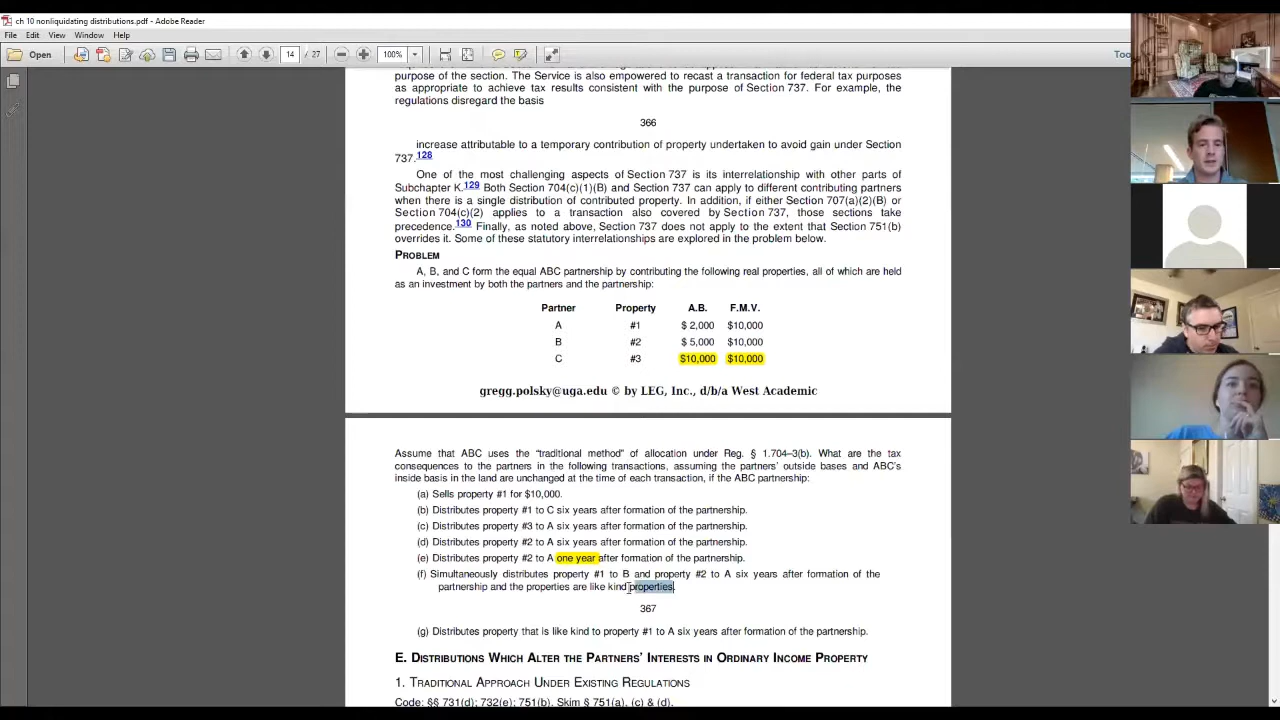 ch 10 nonliquidating distributions.pdf - Adobe Reader
File Edit View Window Help
Open 14 / 27 100% Too
purpose of the section. The Service is also empowered to recast a transaction for federal tax purposes
as appropriate to achieve tax results consistent with the purpose of Section 737. For example, the
regulations disregard the basis
366
increase attributable to a temporary contribution of property undertaken to avoid gain under Section
737.128
One of the most challenging aspects of Section 737 is its interrelationship with other parts of
Subchapter K.129 Both Section 704(c)(1)(B) and Section 737 can apply to different contributing partners
when there is a single distribution of contributed property. In addition, if either Section 707(a)(2)(B) or
Section 704(c)(2) applies to a transaction also covered by Section 737, those sections take
precedence.130 Finally, as noted above, Section 737 does not apply to the extent that Section 751(b)
overrides it. Some of these statutory interrelationships are explored in the problem below.
PROBLEM
A, B, and C form the equal ABC partnership by contributing the following real properties, all of which are held
as an investment by both the partners and the partnership:
Partner Property A.B. F.M.V.
A #1 $ 2,000 $10,000
B #2 $ 5,000 $10,000
C #3 $10,000 $10,000
gregg.polsky@uga.edu © by LEG, Inc., d/b/a West Academic
Assume that ABC uses the “traditional method” of allocation under Reg. § 1.704–3(b). What are the tax
consequences to the partners in the following transactions, assuming the partners’ outside bases and ABC’s
inside basis in the land are unchanged at the time of each transaction, if the ABC partnership:
(a) Sells property #1 for $10,000.
(b) Distributes property #1 to C six years after formation of the partnership.
(c) Distributes property #3 to A six years after formation of the partnership.
(d) Distributes property #2 to A six years after formation of the partnership.
(e) Distributes property #2 to A one year after formation of the partnership.
(f) Simultaneously distributes property #1 to B and property #2 to A six years after formation of the
partnership and the properties are like kind properties.
367
(g) Distributes property that is like kind to property #1 to A six years after formation of the partnership.
E. DISTRIBUTIONS WHICH ALTER THE PARTNERS’ INTERESTS IN ORDINARY INCOME PROPERTY
1. TRADITIONAL APPROACH UNDER EXISTING REGULATIONS
Code: §§ 731(d); 732(e); 751(b). Skim § 751(a), (c) & (d).